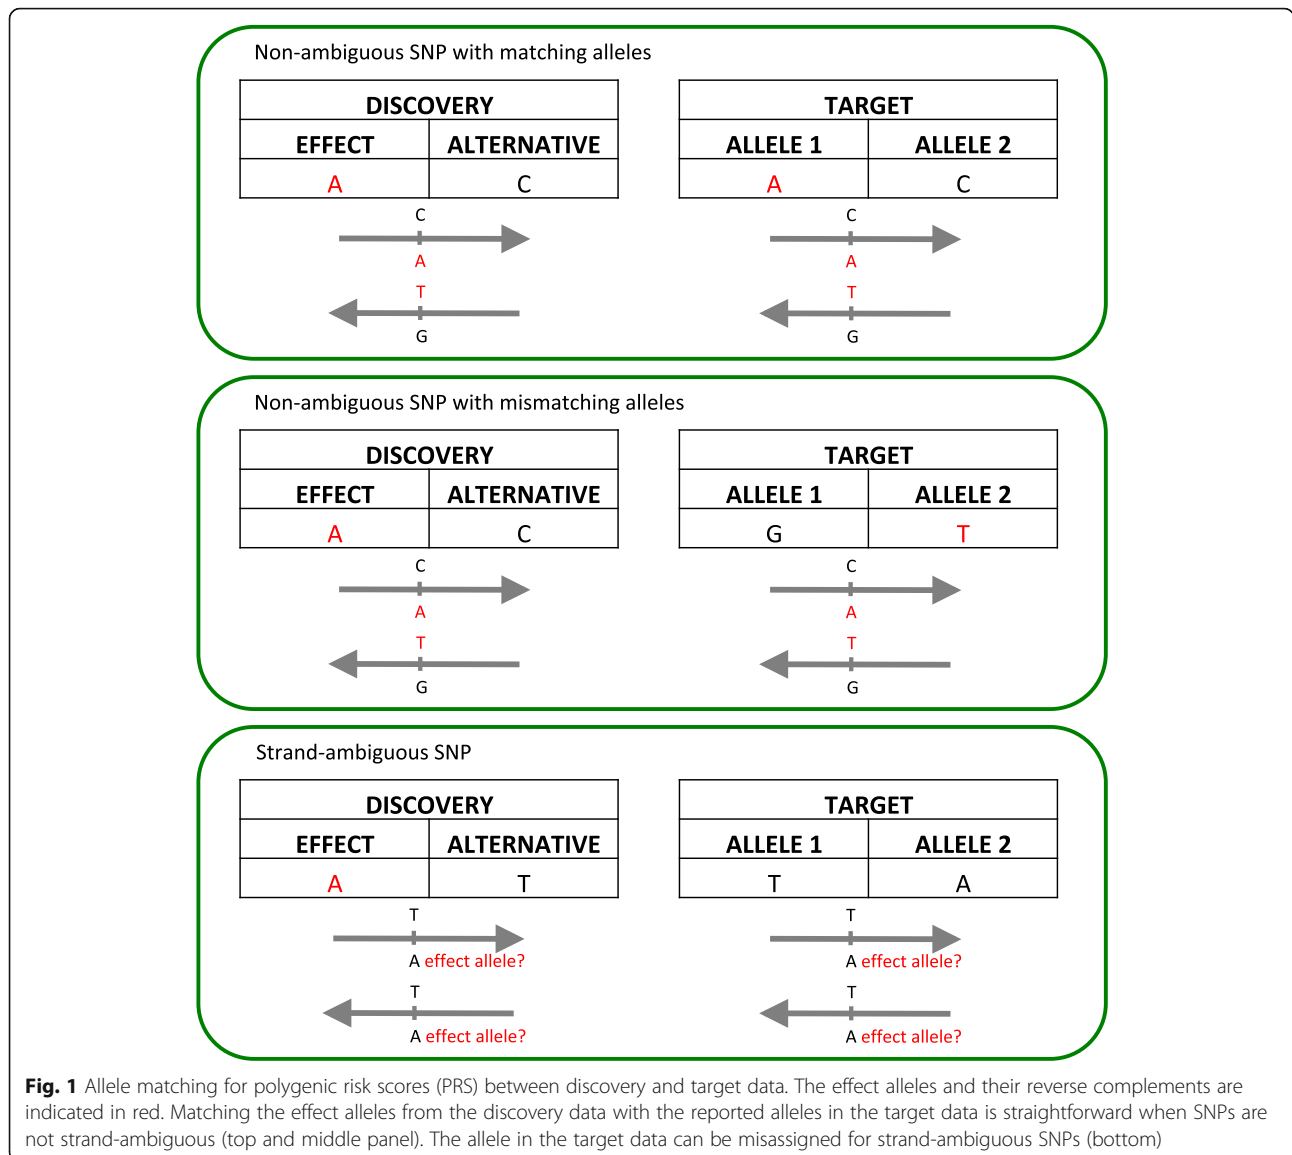 Non-ambiguous SNP with matching alleles
DISCOVERY
EFFECT ALTERNATIVE
A C
C
A
T
G
TARGET
ALLELE 1 ALLELE 2
A C
C
A
T
G
Non-ambiguous SNP with mismatching alleles
DISCOVERY
EFFECT ALTERNATIVE
A C
C
A
T
G
TARGET
ALLELE 1 ALLELE 2
G T
C
A
T
G
Strand-ambiguous SNP
DISCOVERY
EFFECT ALTERNATIVE
A T
T
A effect allele?
T
A effect allele?
TARGET
ALLELE 1 ALLELE 2
T A
T
A effect allele?
T
A effect allele?
Fig. 1 Allele matching for polygenic risk scores (PRS) between discovery and target data. The effect alleles and their reverse complements are
indicated in red. Matching the effect alleles from the discovery data with the reported alleles in the target data is straightforward when SNPs are
not strand-ambiguous (top and middle panel). The allele in the target data can be misassigned for strand-ambiguous SNPs (bottom)